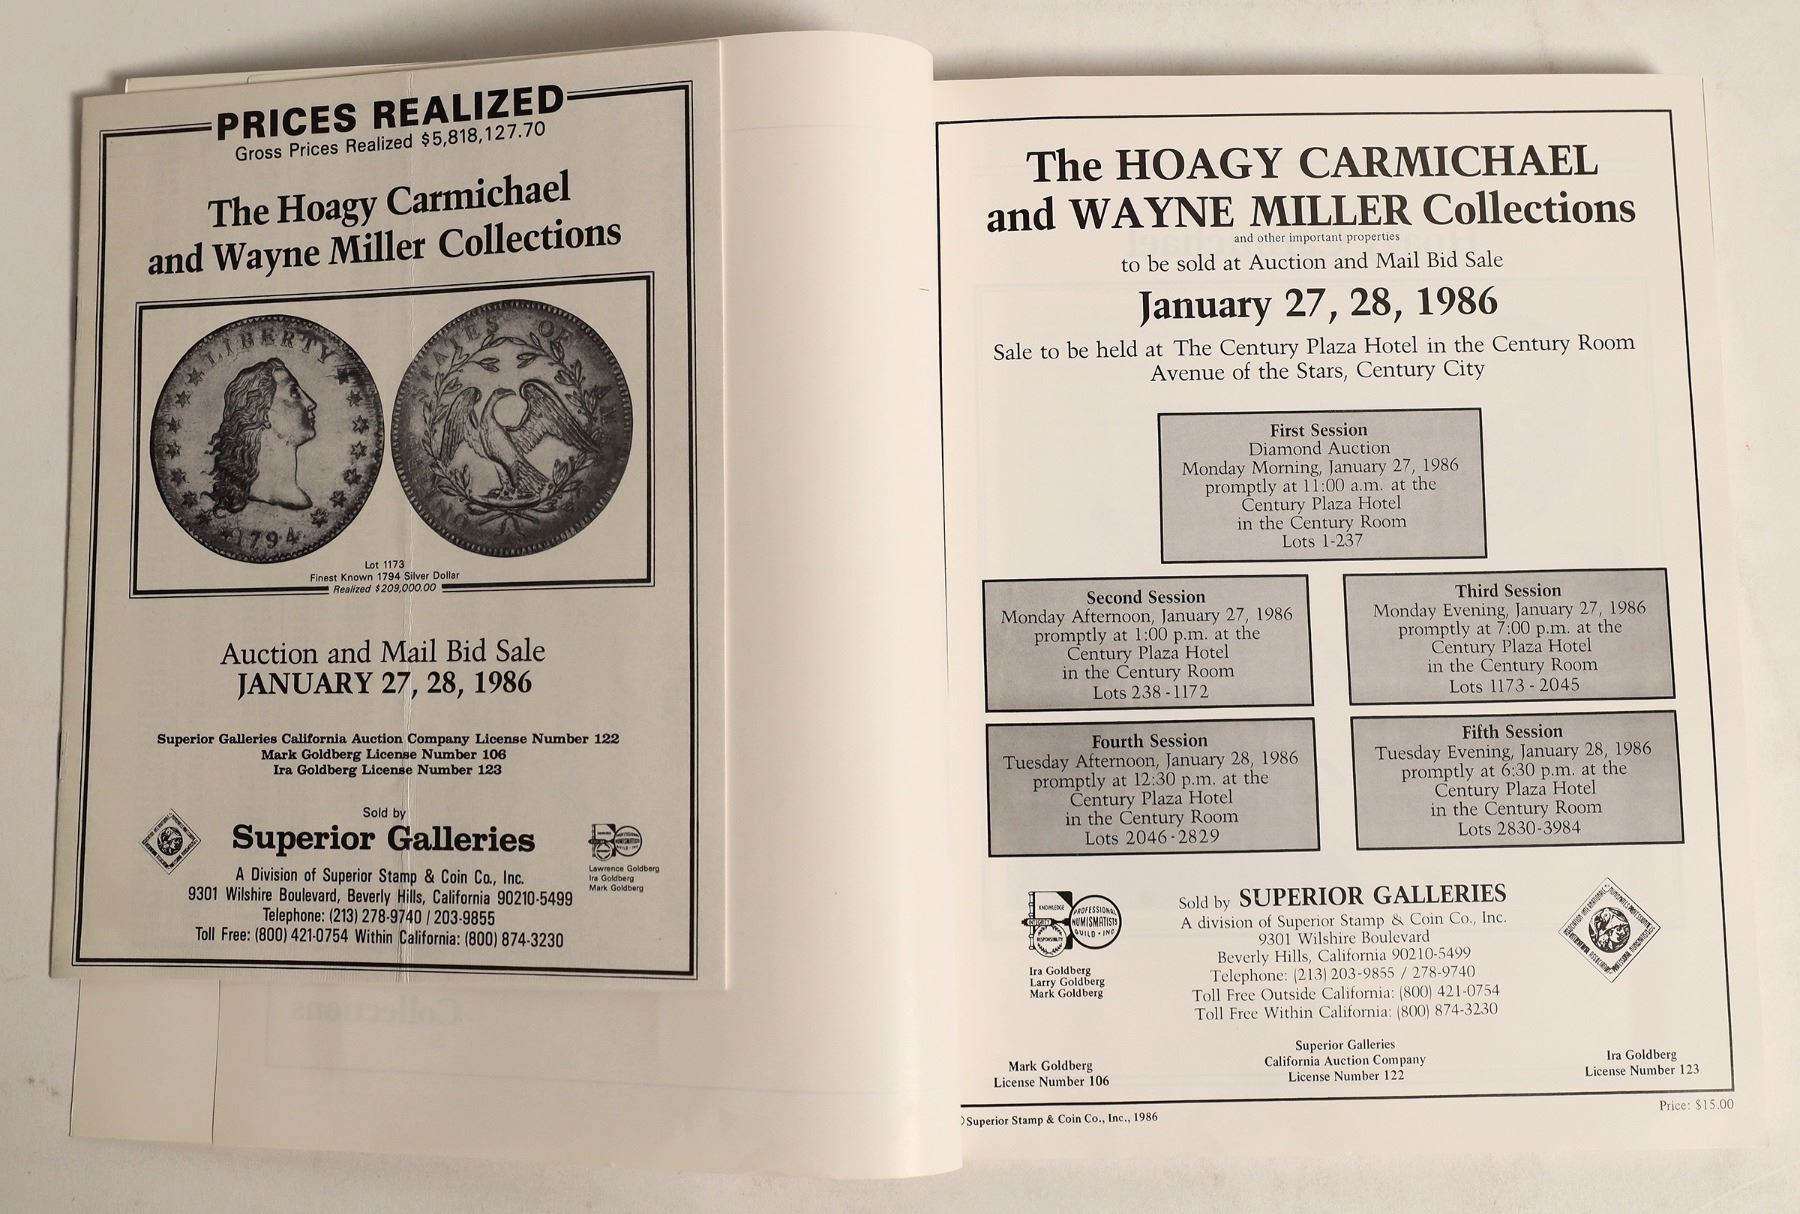 PRICES REALIZED
Gross Prices Realized $5,818,127.70
The Hoagy Carmichael
and Wayne Miller Collections
LIBERTY
1794
STATES OF AM
Lot 1173
Finest Known 1794 Silver Dollar
Realized $209,000.00
Auction and Mail Bid Sale
JANUARY 27, 28, 1986
Superior Galleries California Auction Company License Number 122
Mark Goldberg License Number 106
Ira Goldberg License Number 123
Sold by
Superior Galleries
A Division of Superior Stamp & Coin Co., Inc.
9301 Wilshire Boulevard, Beverly Hills, California 90210-5499
Telephone: (213) 278-9740 / 203-9855
Toll Free: (800) 421-0754 Within California: (800) 874-3230
Lawrence Goldberg
Ira Goldberg
Mark Goldberg
The HOAGY CARMICHAEL
and WAYNE MILLER Collections
and other important properties
to be sold at Auction and Mail Bid Sale
January 27, 28, 1986
Sale to be held at The Century Plaza Hotel in the Century Room
Avenue of the Stars, Century City
First Session
Diamond Auction
Monday Morning, January 27, 1986
promptly at 11:00 a.m. at the
Century Plaza Hotel
in the Century Room
Lots 1-237
Second Session
Monday Afternoon, January 27, 1986
promptly at 1:00 p.m. at the
Century Plaza Hotel
in the Century Room
Lots 238-1172
Third Session
Monday Evening, January 27, 1986
promptly at 7:00 p.m. at the
Century Plaza Hotel
in the Century Room
Lots 1173-2045
Fourth Session
Tuesday Afternoon, January 28, 1986
promptly at 12:30 p.m. at the
Century Plaza Hotel
in the Century Room
Lots 2046-2829
Fifth Session
Tuesday Evening, January 28, 1986
promptly at 6:30 p.m. at the
Century Plaza Hotel
in the Century Room
Lots 2830-3984
KNOWLEDGE
INTEGRITY
RESPONSIBILITY
PROFESSIONAL
NUMISMATISTS
GUILD • INC
Ira Goldberg
Larry Goldberg
Mark Goldberg
Sold by SUPERIOR GALLERIES
A division of Superior Stamp & Coin Co., Inc.
9301 Wilshire Boulevard
Beverly Hills, California 90210-5499
Telephone: (213) 203-9855 / 278-9740
Toll Free Outside California: (800) 421-0754
Toll Free Within California: (800) 874-3230
Mark Goldberg
License Number 106
Superior Galleries
California Auction Company
License Number 122
Ira Goldberg
License Number 123
Superior Stamp & Coin Co., Inc., 1986
Price: $15.00